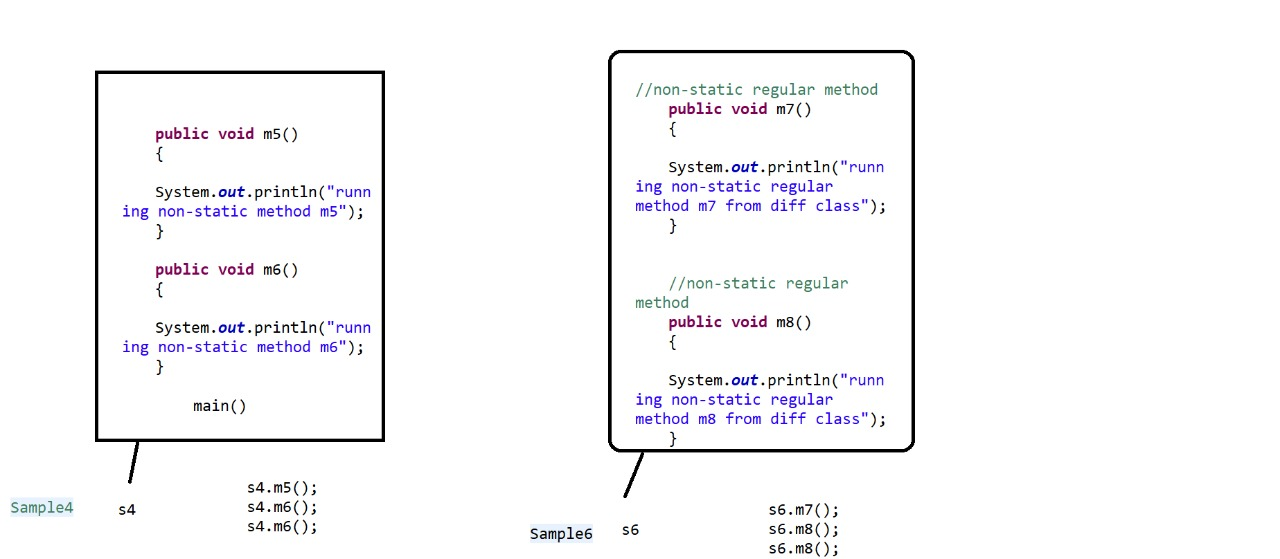 public void m5()
{
System.out.println("runn
ing non-static method m5");
}
public void m6()
{
System.out.println("runn
ing non-static method m6");
}
main()
Sample4
s4
s4.m5();
s4.m6();
s4.m6();
//non-static regular method
public void m7()
{
System.out.println("runn
ing non-static regular
method m7 from diff class");
}
//non-static regular
method
public void m8()
{
System.out.println("runn
ing non-static regular
method m8 from diff class");
}
Sample6
s6
s6.m7();
s6.m8();
s6.m8();